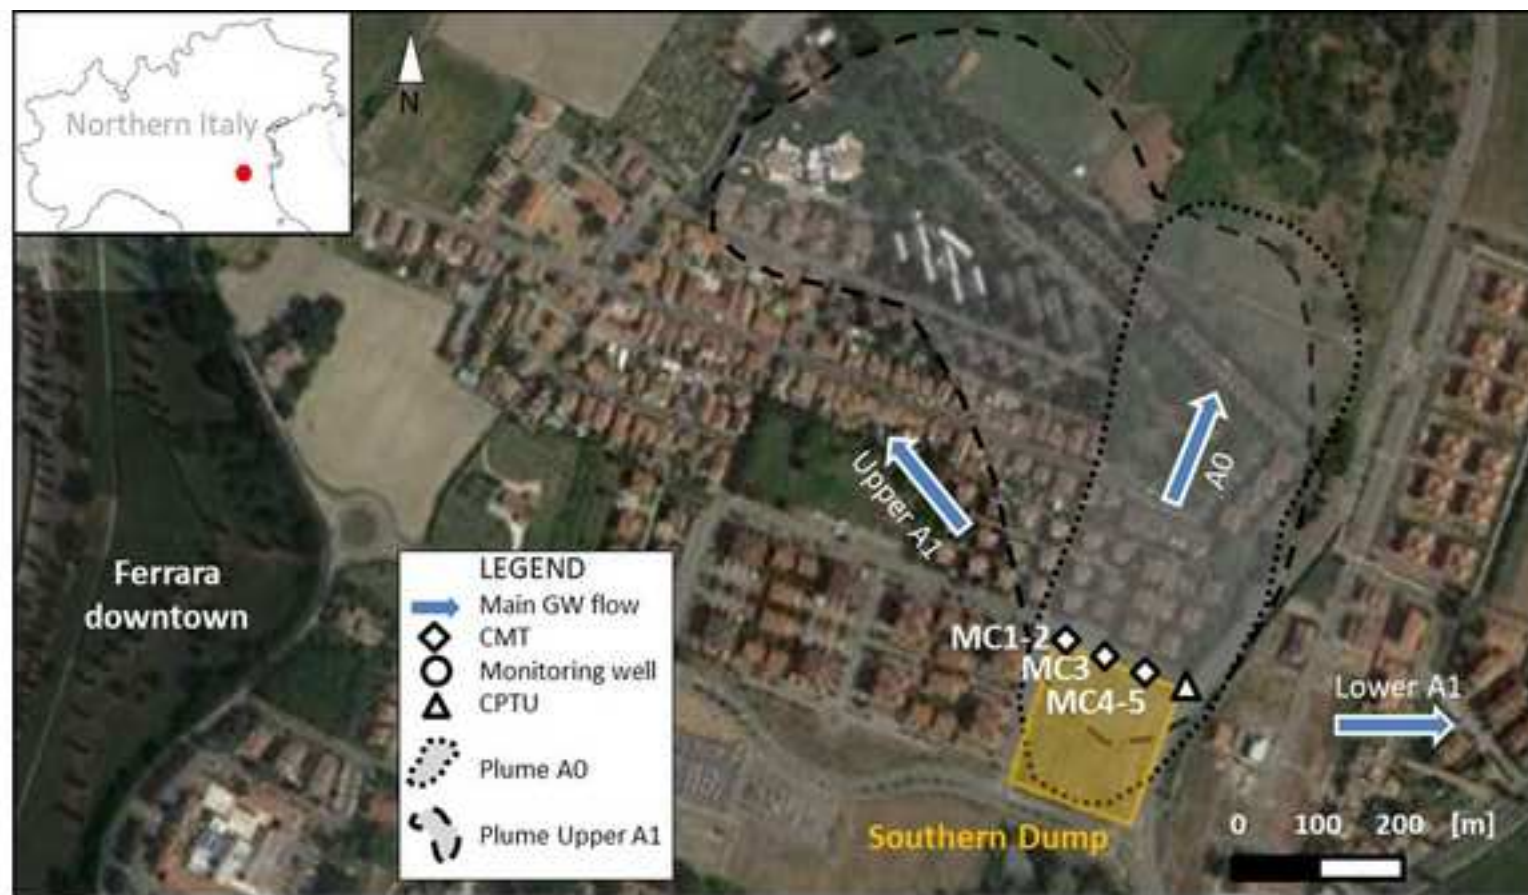 Northern Italy
N
Ferrara
downtown
LEGEND
Main GW flow
CMT
Monitoring well
CPTU
Plume A0
Plume Upper A1
Upper A1
A0
MC1-2
MC3
MC4-5
Lower A1
Southern Dump
0 100 200 [m]